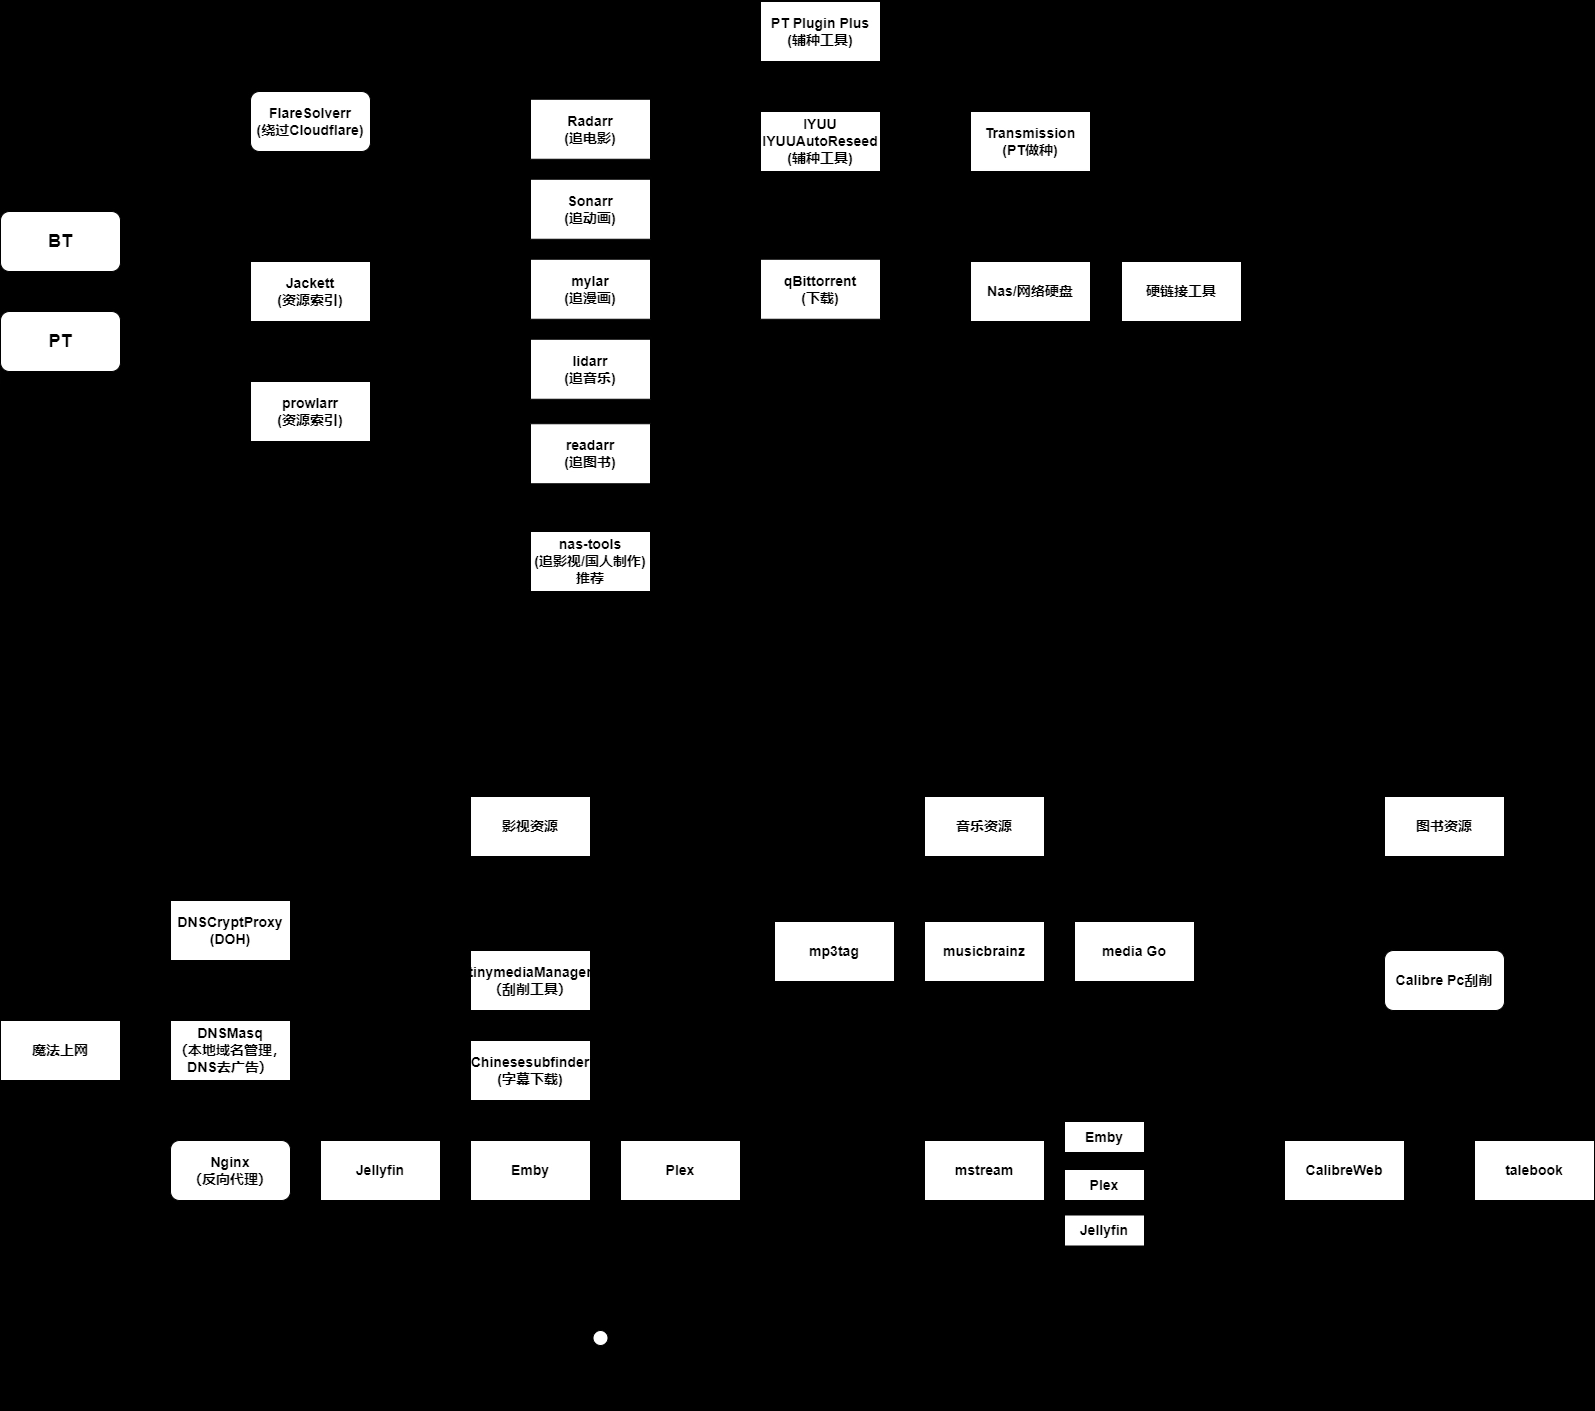 PT Plugin Plus
(辅种工具)
FlareSolverr
(绕过Cloudflare)
Radarr
(追电影)
IYUU
IYUUAutoReseed
(辅种工具)
Transmission
(PT做种)
Sonarr
(追动画)
BT
Jackett
(资源索引)
mylar
(追漫画)
qBittorrent
(下载)
Nas/网络硬盘
硬链接工具
PT
lidarr
(追音乐)
prowlarr
(资源索引)
readarr
(追图书)
nas-tools
(追影视/国人制作)
推荐
影视资源
音乐资源
图书资源
DNSCryptProxy
(DOH)
mp3tag
musicbrainz
media Go
tinymediaManager
（刮削工具）
Calibre Pc刮削
魔法上网
DNSMasq
（本地域名管理，
DNS去广告）
Chinesesubfinder
(字幕下载)
Nginx
（反向代理）
Jellyfin
Emby
Plex
mstream
Emby
Plex
Jellyfin
CalibreWeb
talebook